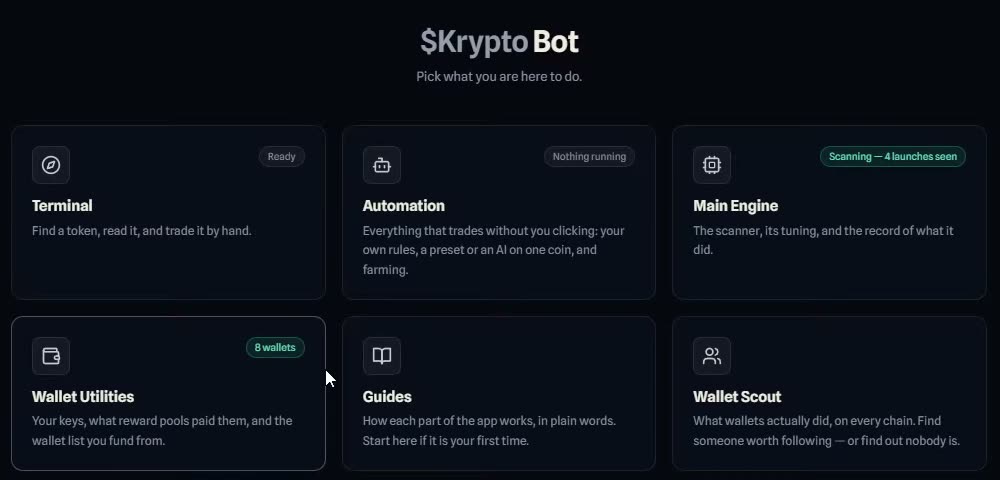 $Krypto Bot
Pick what you are here to do.
Ready
Terminal
Find a token, read it, and trade it by hand.
Nothing running
Automation
Everything that trades without you clicking: your
own rules, a preset or an AI on one coin, and
farming.
Scanning — 4 launches seen
Main Engine
The scanner, its tuning, and the record of what it
did.
8 wallets
Wallet Utilities
Your keys, what reward pools paid them, and the
wallet list you fund from.
Guides
How each part of the app works, in plain words.
Start here if it is your first time.
Wallet Scout
What wallets actually did, on every chain. Find
someone worth following — or find out nobody is.